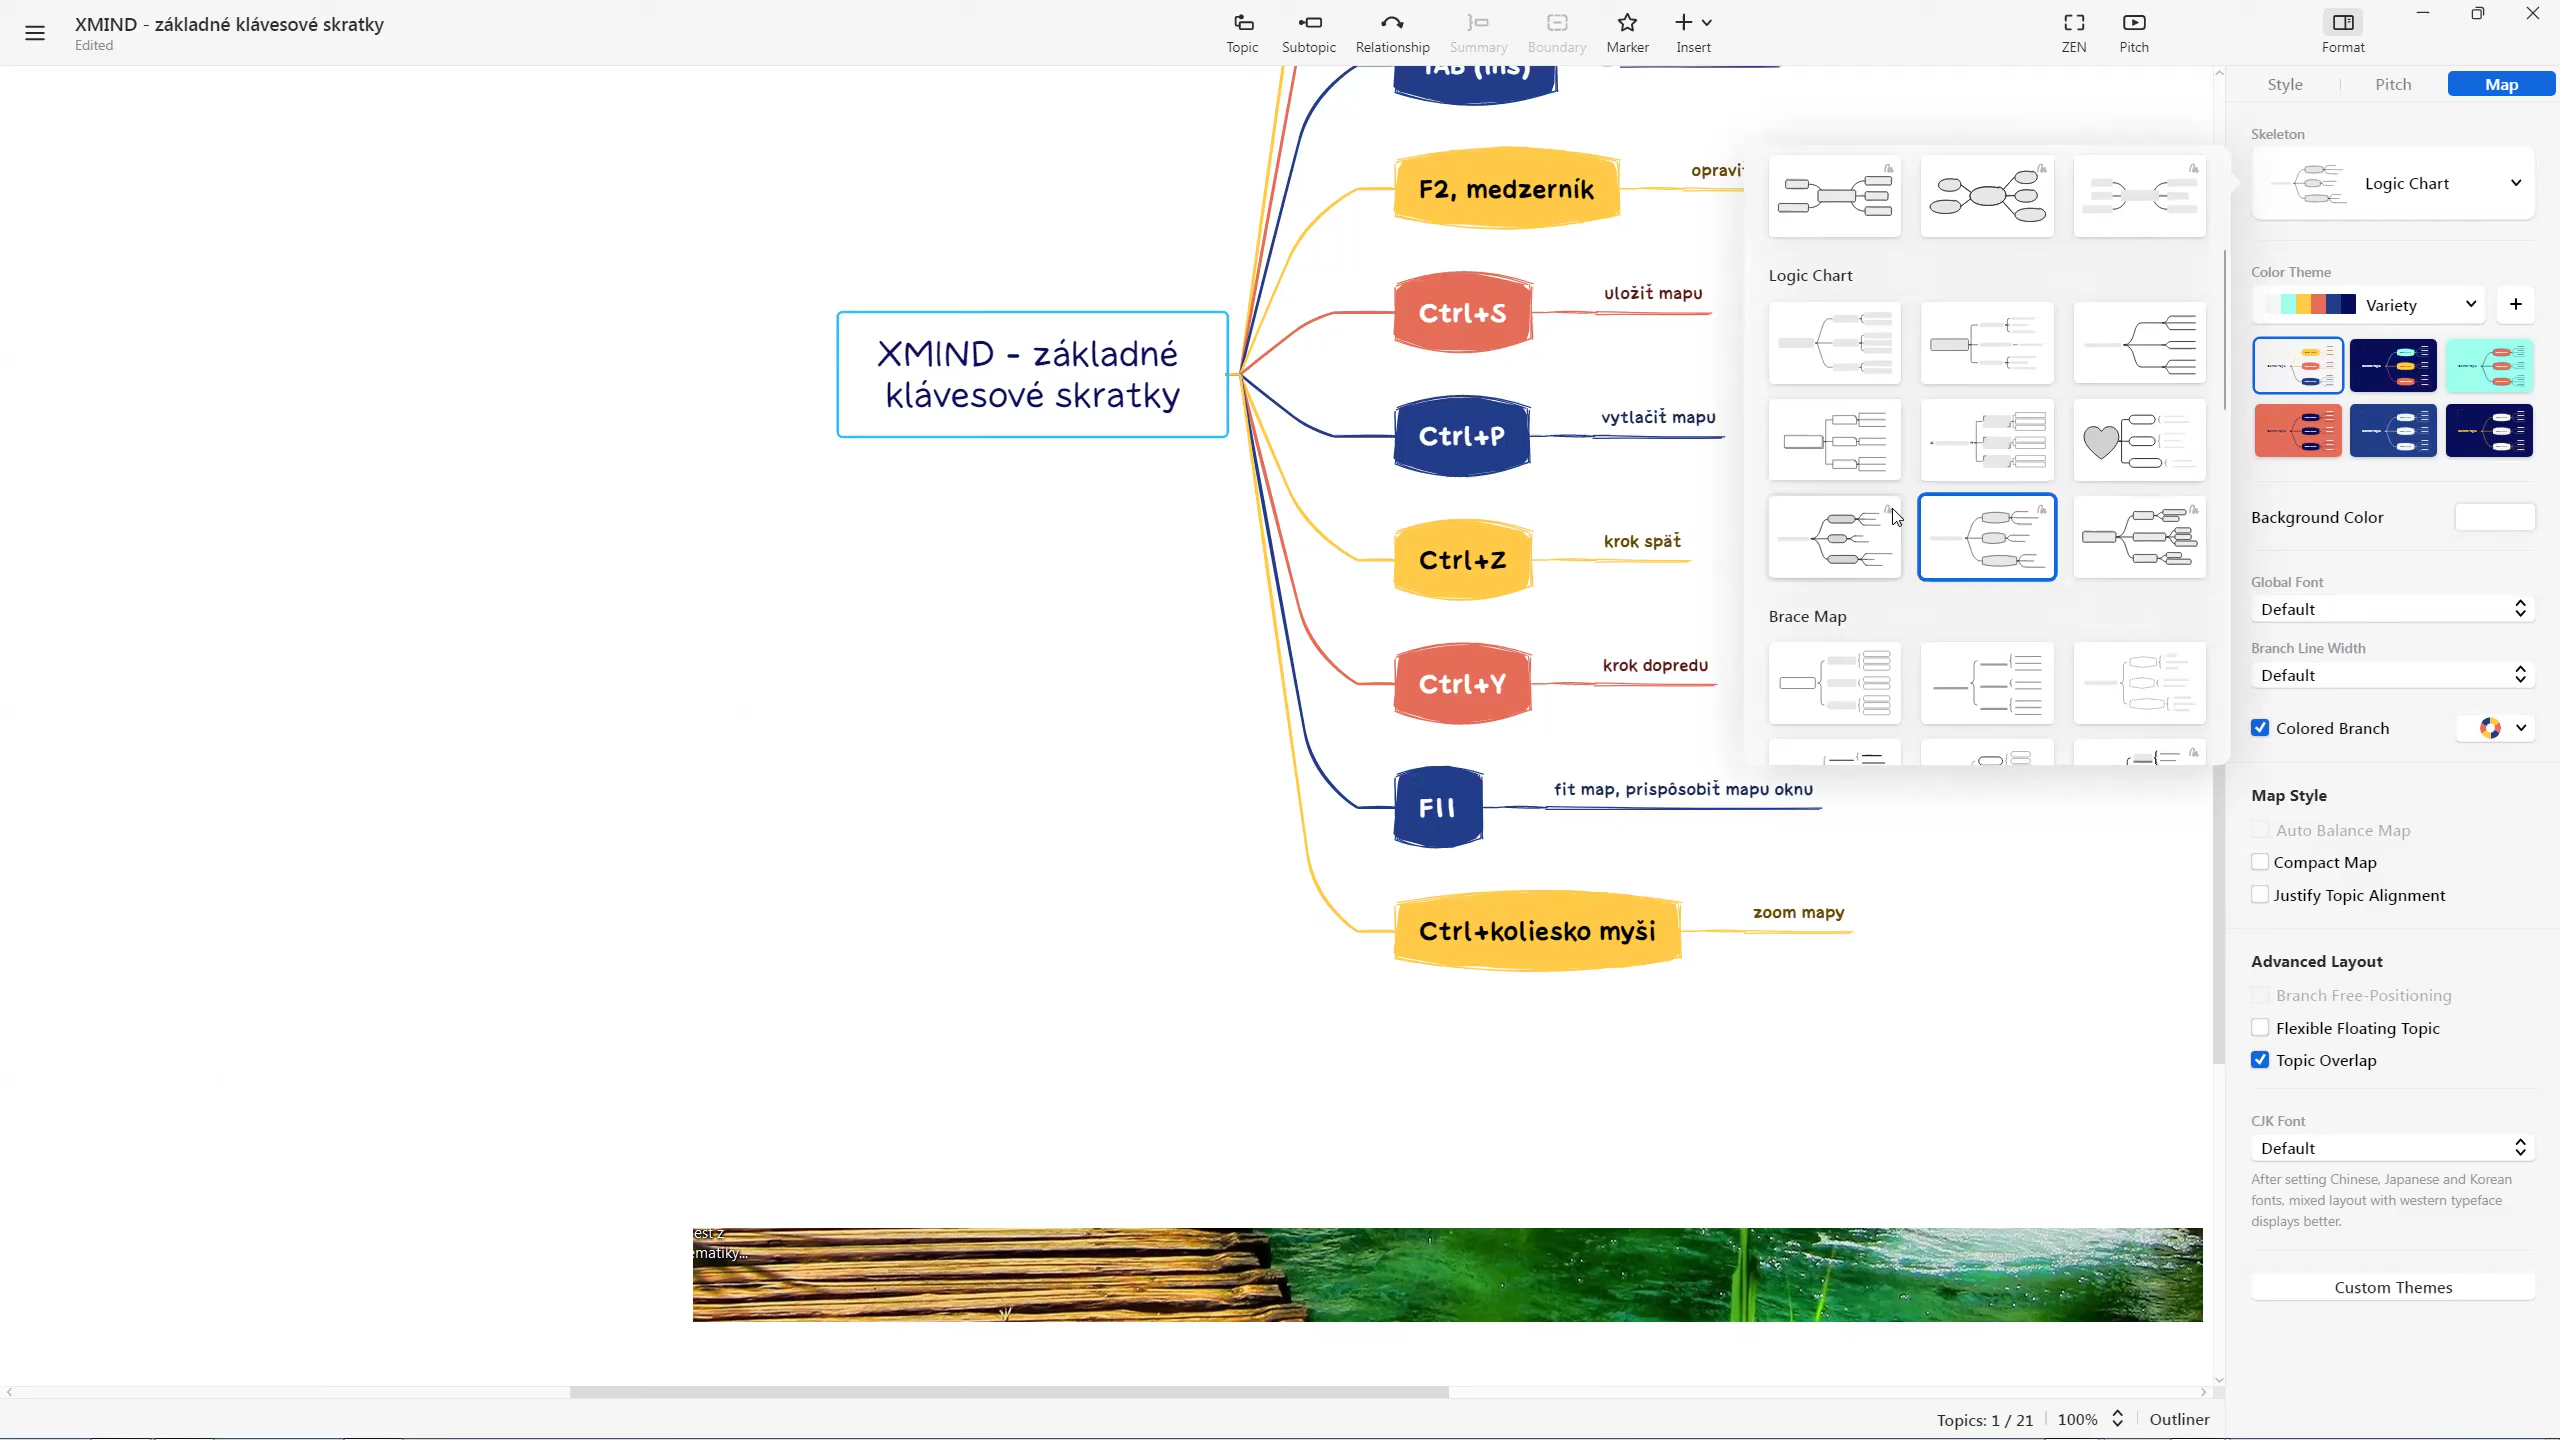 XMIND - základné klávesové skratky
Edited
Topic
Subtopic
Relationship
Summary
Boundary
Marker
Insert
ZEN
Pitch
Format
Style
Pitch
Map
Skeleton
Logic Chart
Color Theme
Variety
Background Color
Global Font
Default
Branch Line Width
Default
Colored Branch
Map Style
Auto Balance Map
Compact Map
Justify Topic Alignment
Advanced Layout
Branch Free-Positioning
Flexible Floating Topic
Topic Overlap
CJK Font
Default
After setting Chinese, Japanese and Korean
fonts, mixed layout with western typeface
displays better.
Custom Themes
Logic Chart
Brace Map
XMIND - základné
klávesové skratky
TAB (ins)
F2, medzerník
opraviť
Ctrl+S
uložiť mapu
Ctrl+P
vytlačiť mapu
Ctrl+Z
krok späť
Ctrl+Y
krok dopredu
F11
fit map, prispôsobiť mapu oknu
Ctrl+koliesko myši
zoom mapy
est z
ematiky...
Topics: 1 / 21
100%
Outliner